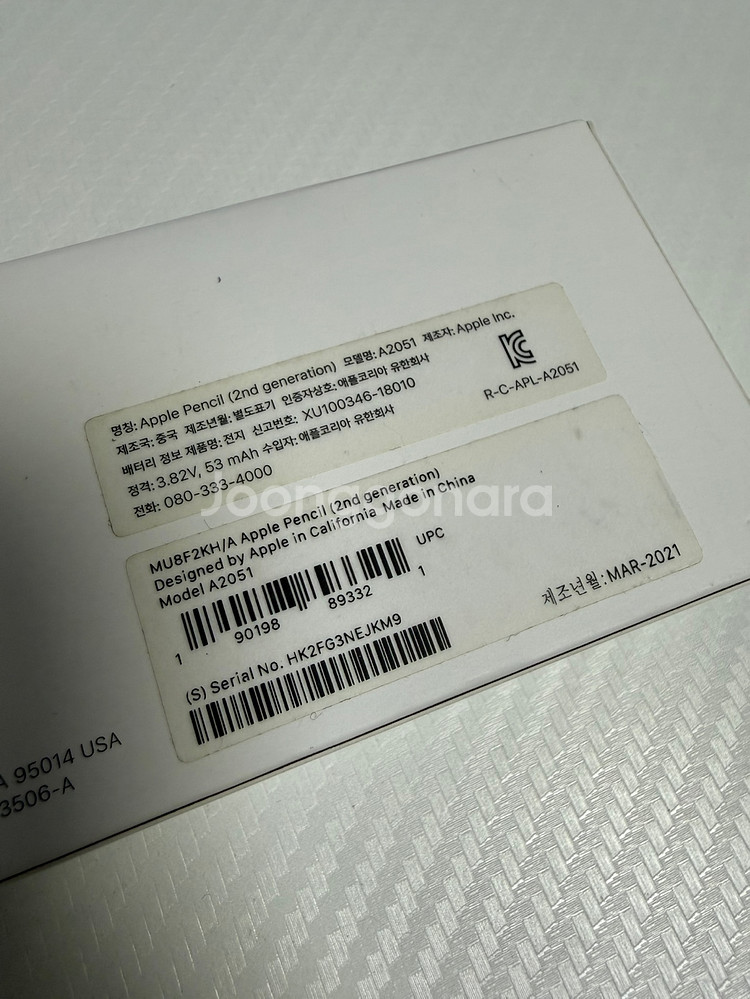 명칭: Apple Pencil (2nd generation) 모델명: A2051 제조자: Apple Inc.
제조국: 중국 제조년월: 별도표기 인증자상호: 애플코리아 유한회사
배터리 정보 제품명: 전지 신고번호: XU100346-18010
정격: 3.82V, 53 mAh 수입자: 애플코리아 유한회사
전화: 080-333-4000
R-C-APL-A2051
Joongonara
MU8F2KH/A Apple Pencil (2nd generation)
Designed by Apple in California Made in China
Model A2051
UPC
1 90198 89332 1
제조년월: MAR-2021
(S) Serial No. HK2FG3NEJKM9
A 95014 USA
3506-A